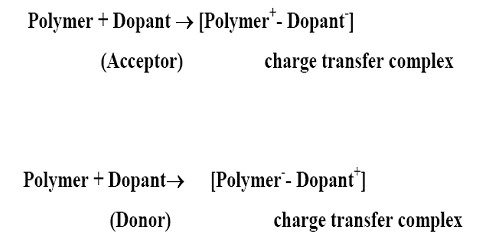 Polymer + Dopant → [Polymer⁺- Dopant⁻]
(Acceptor) charge transfer complex
Polymer + Dopant→ [Polymer⁻- Dopant⁺]
(Donor) charge transfer complex